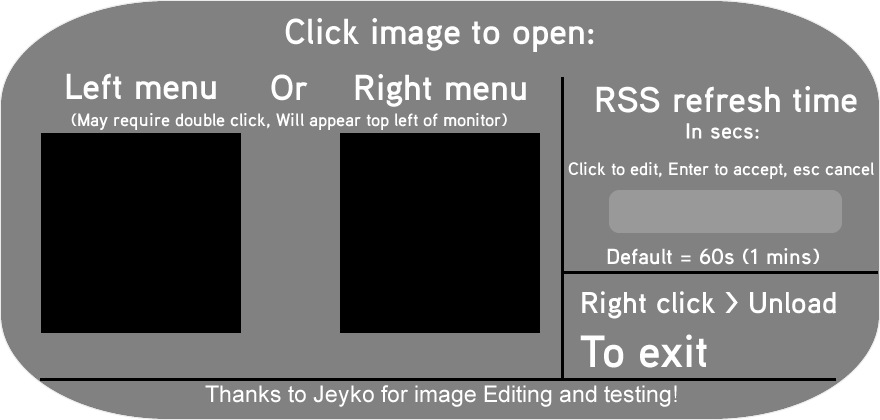 Click image to open:
Left menu Or Right menu
(May require double click, Will appear top left of monitor)
RSS refresh time
In secs:
Click to edit, Enter to accept, esc cancel
Default = 60s (1 mins)
Right click > Unload
To exit
Thanks to Jeyko for image Editing and testing!